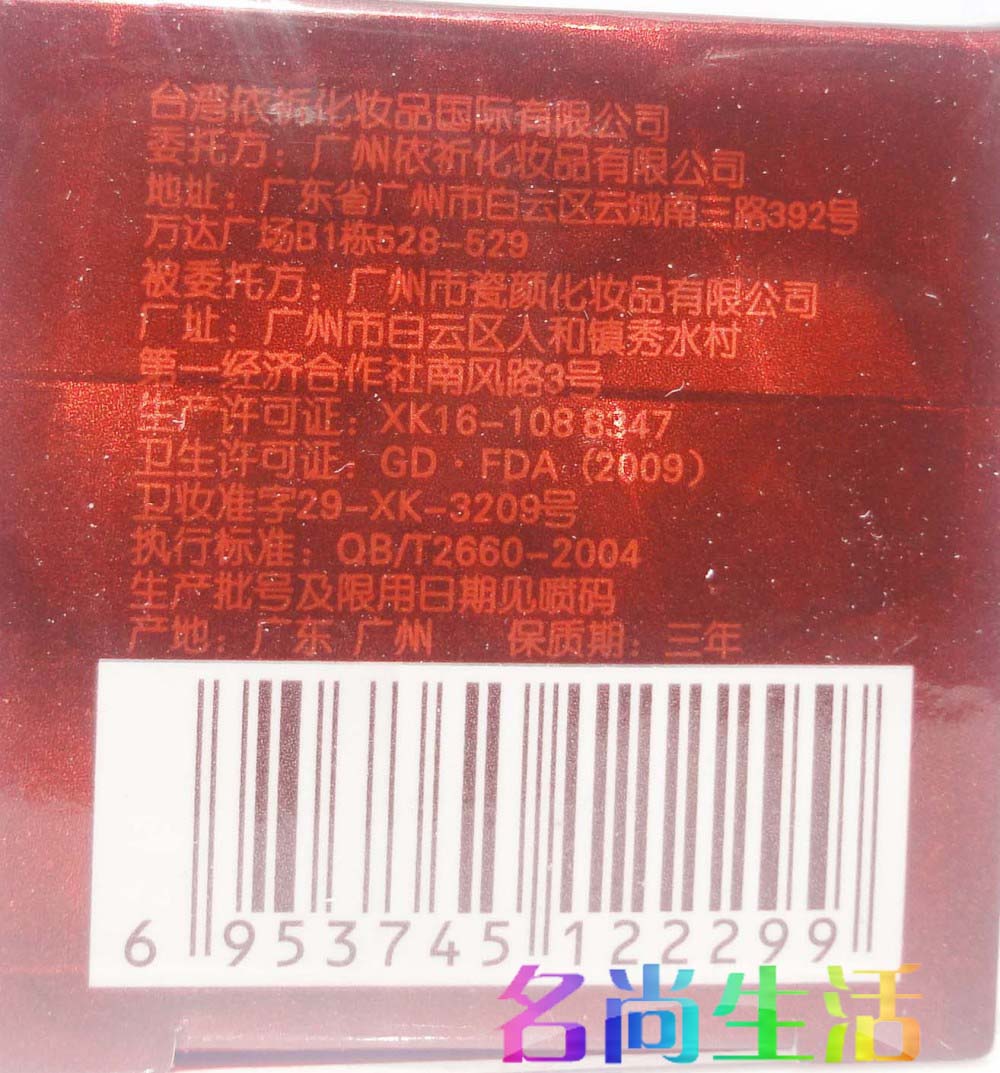 台湾依祈化妆品国际有限公司
委托方：广州依祈化妆品有限公司
地址：广东省广州市白云区云城南三路392号
万达广场B1栋528-529
被委托方：广州市瓷颜化妆品有限公司
厂址：广州市白云区人和镇秀水村
第一经济合作社南风路3号
生产许可证：XK16-108 8347
卫生许可证：GD·FDA（2009）
卫妆准字29-XK-3209号
执行标准：QB/T2660-2004
生产批号及限用日期见喷码
产地：广东 广州 保质期：三年
6 953745 122299
名尚生活